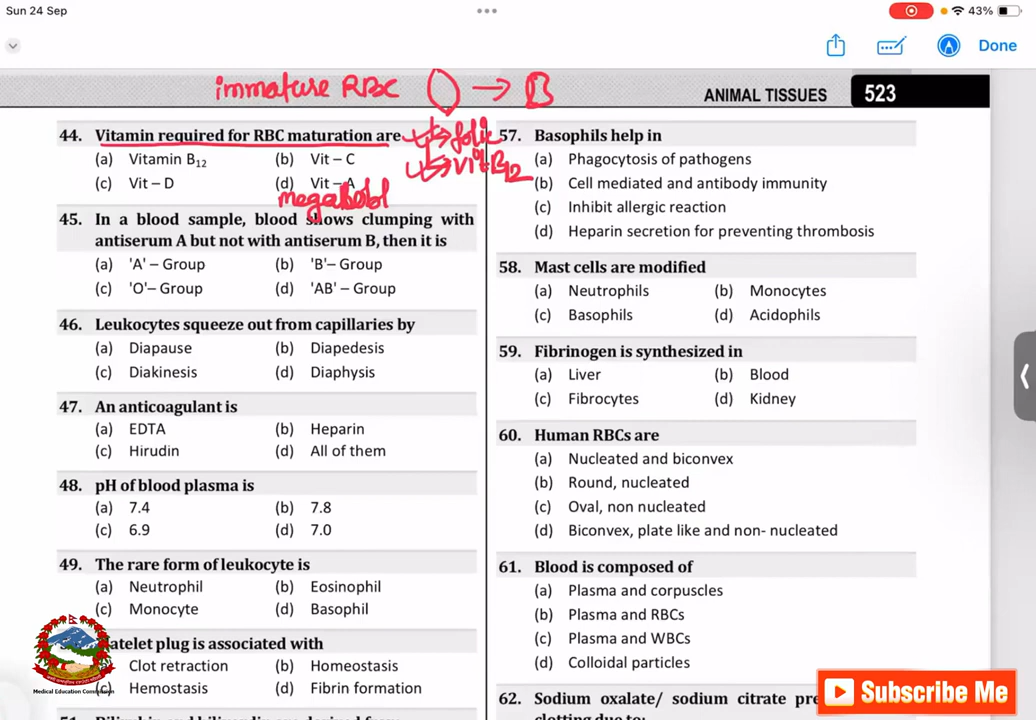 Sun 24 Sep
43%
Done
immature RBC → B
ANIMAL TISSUES 523
44. Vitamin required for RBC maturation are
→ folic
→ vit B12
(a) Vitamin B12 (b) Vit – C
(c) Vit – D (d) Vit – A
45. In a blood sample, blood shows clumping with
antiserum A but not with antiserum B, then it is
(a) 'A' – Group (b) 'B'– Group
(c) 'O'– Group (d) 'AB' – Group
46. Leukocytes squeeze out from capillaries by
(a) Diapause (b) Diapedesis
(c) Diakinesis (d) Diaphysis
47. An anticoagulant is
(a) EDTA (b) Heparin
(c) Hirudin (d) All of them
48. pH of blood plasma is
(a) 7.4 (b) 7.8
(c) 6.9 (d) 7.0
49. The rare form of leukocyte is
(a) Neutrophil (b) Eosinophil
(c) Monocyte (d) Basophil
plug is associated with
Clot retraction (b) Homeostasis
(c) Hemostasis (d) Fibrin formation
Medical Education Commission
57. Basophils help in
(a) Phagocytosis of pathogens
(b) Cell mediated and antibody immunity
(c) Inhibit allergic reaction
(d) Heparin secretion for preventing thrombosis
58. Mast cells are modified
(a) Neutrophils (b) Monocytes
(c) Basophils (d) Acidophils
59. Fibrinogen is synthesized in
(a) Liver (b) Blood
(c) Fibrocytes (d) Kidney
60. Human RBCs are
(a) Nucleated and biconvex
(b) Round, nucleated
(c) Oval, non nucleated
(d) Biconvex, plate like and non- nucleated
61. Blood is composed of
(a) Plasma and corpuscles
(b) Plasma and RBCs
(c) Plasma and WBCs
(d) Colloidal particles
62. Sodium oxalate/ sodium citrate
Subscribe Me